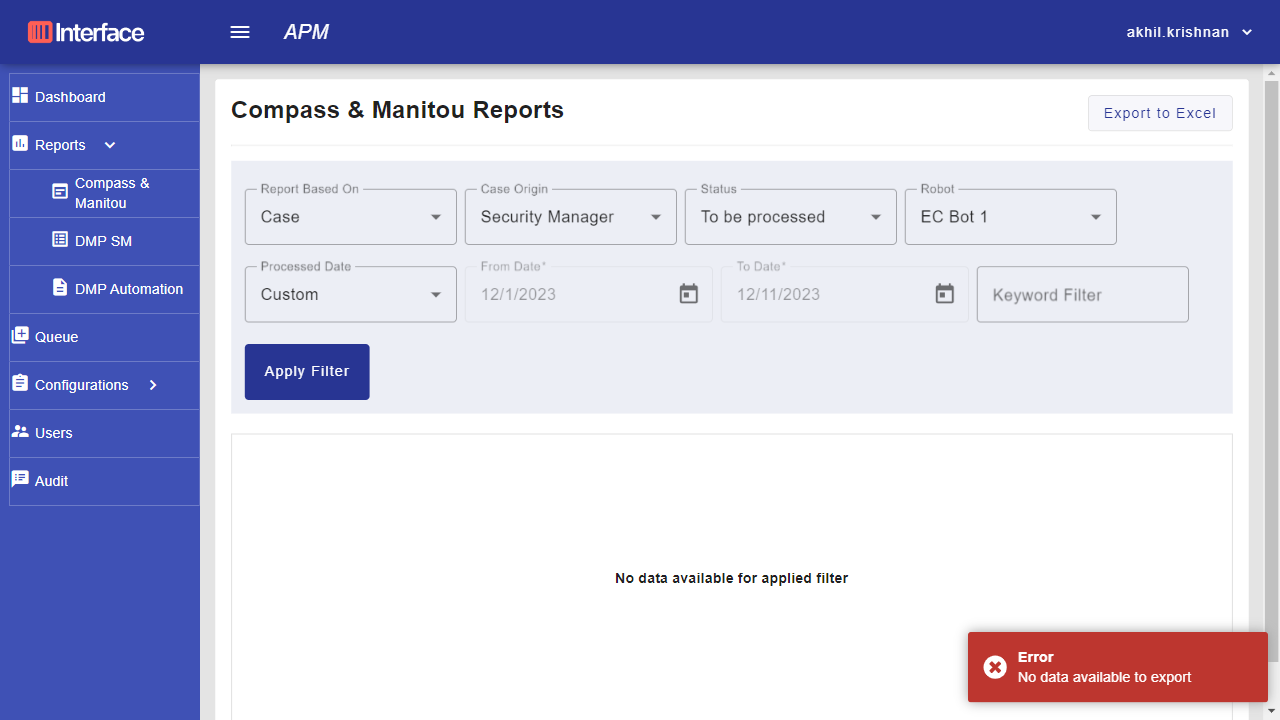 Interface
APM
akhil.krishnan
Dashboard
Reports
Compass &
Manitou
DMP SM
DMP Automation
Queue
Configurations
Users
Audit
Compass & Manitou Reports
Export to Excel
Report Based On
Case
Case Origin
Security Manager
Status
To be processed
Robot
EC Bot 1
Processed Date
Custom
From Date*
12/1/2023
To Date*
12/11/2023
Keyword Filter
Apply Filter
No data available for applied filter
Error
No data available to export